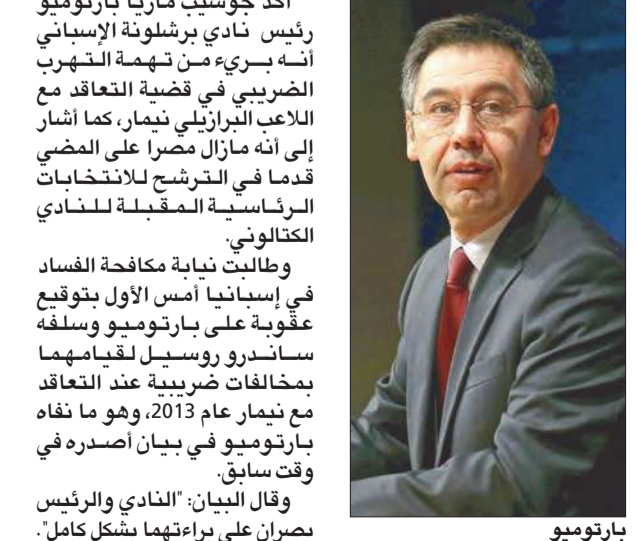 أكد جوسيب ماريا بارتوميو
رئيس نادي برشلونة الإسباني
أنه بريء من تهمة التهرب
الضريبي في قضية التعاقد مع
اللاعب البرازيلي نيمار، كما أشار
إلى أنه مازال مصرا على المضي
قدما في الترشح للانتخابات
الرئاسية المقبلة للنادي
الكتالوني.
وطالبت نيابة مكافحة الفساد
في إسبانيا أمس الأول بتوقيع
عقوبة على بارتوميو وسلفه
ساندرو روسيل لقيامهما
بمخالفات ضريبية عند التعاقد
مع نيمار عام 2013، وهو ما نفاه
بارتوميو في بيان أصدره في
وقت سابق.
وقال البيان: "النادي والرئيس
يصران على براءتهما بشكل كامل".
بارتوميو